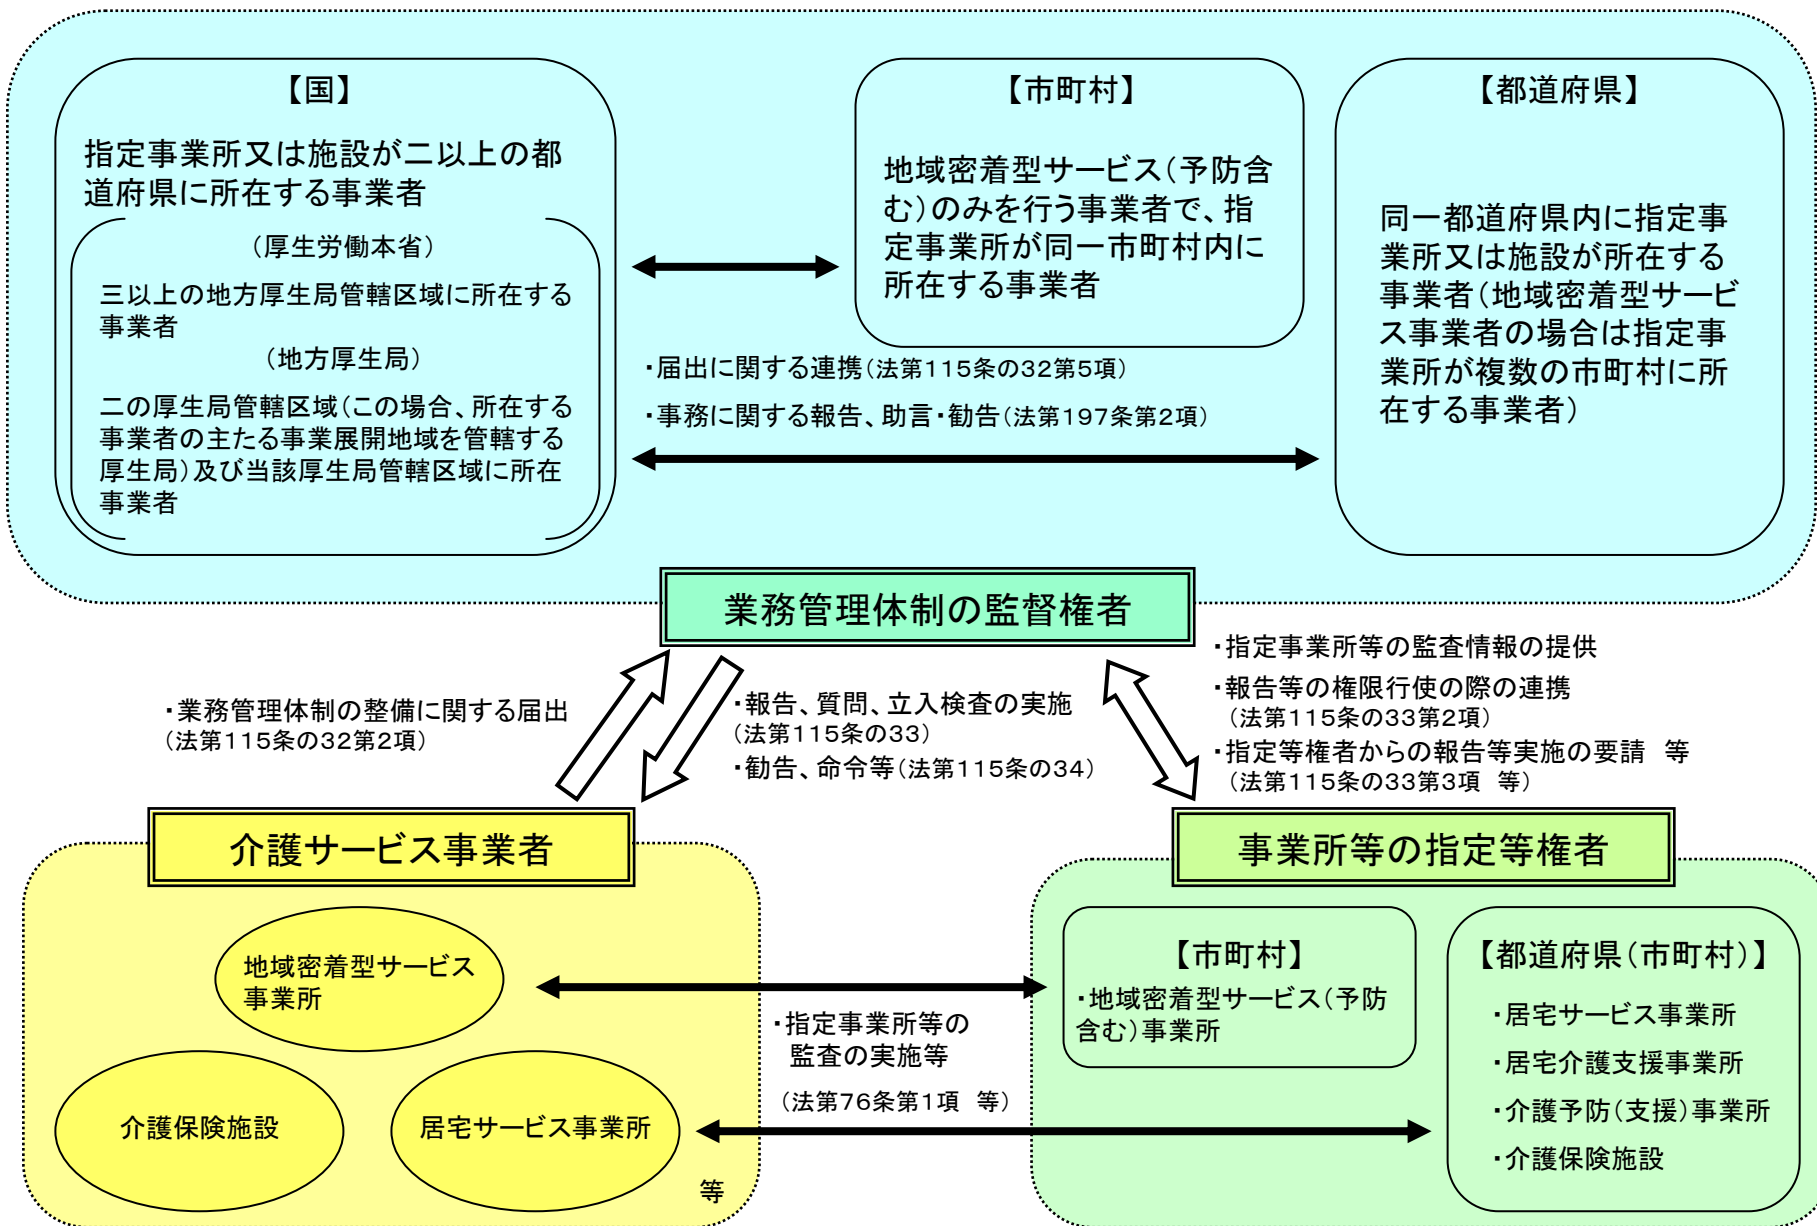 【国】
指定事業所又は施設が二以上の都
道府県に所在する事業者
（厚生労働本省）
三以上の地方厚生局管轄区域に所在する
事業者
（地方厚生局）
二の厚生局管轄区域（この場合、所在する
事業者の主たる事業展開地域を管轄する
厚生局）及び当該厚生局管轄区域に所在
事業者
【市町村】
地域密着型サービス（予防含
む）のみを行う事業者で、指
定事業所が同一市町村内に
所在する事業者
【都道府県】
同一都道府県内に指定事
業所又は施設が所在する
事業者（地域密着型サービ
ス事業者の場合は指定事
業所が複数の市町村に所
在する事業者）
・届出に関する連携（法第115条の32第5項）
・事務に関する報告、助言・勧告（法第197条第2項）
業務管理体制の監督権者
・業務管理体制の整備に関する届出
（法第115条の32第2項）
・報告、質問、立入検査の実施
（法第115条の33）
・勧告、命令等（法第115条の34）
・指定事業所等の監査情報の提供
・報告等の権限行使の際の連携
（法第115条の33第2項）
・指定等権者からの報告等実施の要請　等
（法第115条の33第3項　等）
介護サービス事業者
地域密着型サービス
事業所
介護保険施設
居宅サービス事業所
等
・指定事業所等の
監査の実施等
（法第76条第1項　等）
事業所等の指定等権者
【市町村】
・地域密着型サービス（予防
含む）事業所
【都道府県（市町村）】
・居宅サービス事業所
・居宅介護支援事業所
・介護予防（支援）事業所
・介護保険施設